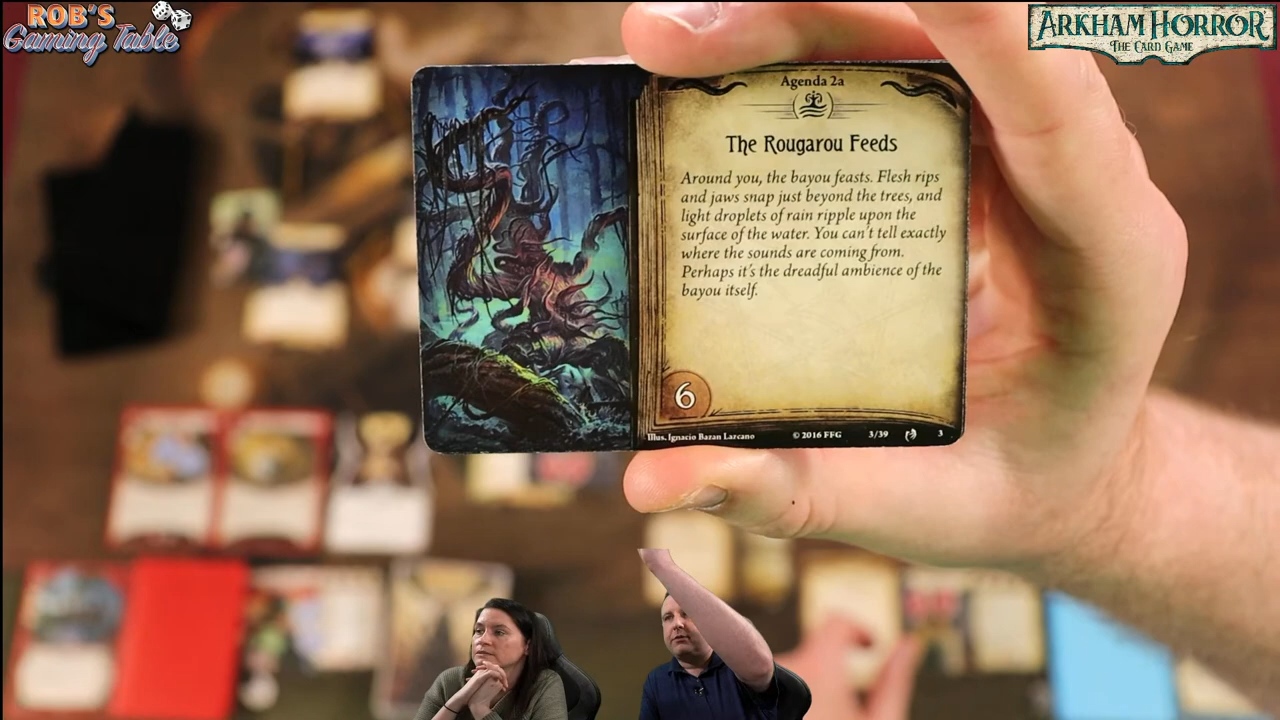 ROB'S
Gaming Table
ARKHAM HORROR
THE CARD GAME
Agenda 2a
The Rougarou Feeds
Around you, the bayou feasts. Flesh rips
and jaws snap just beyond the trees, and
light droplets of rain ripple upon the
surface of the water. You can't tell exactly
where the sounds are coming from.
Perhaps it's the dreadful ambience of the
bayou itself.
6
Illus. Ignacio Bazan Lazcano
© 2016 FFG
3/39
3